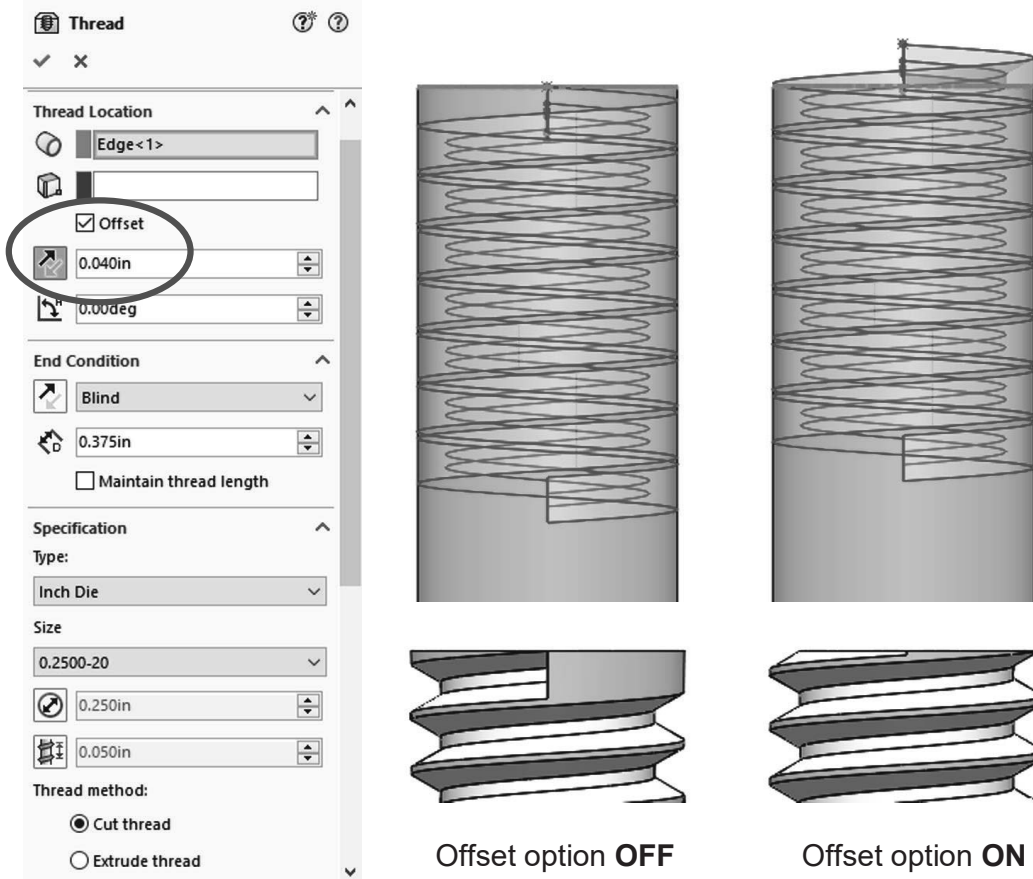 Thread
Thread Location
Edge<1>
Offset
0.040in
0.00deg
End Condition
Blind
D
0.375in
Maintain thread length
Specification
Type:
Inch Die
Size
0.2500-20
0.250in
0.050in
Thread method:
Cut thread
Extrude thread
Offset option OFF
Offset option ON